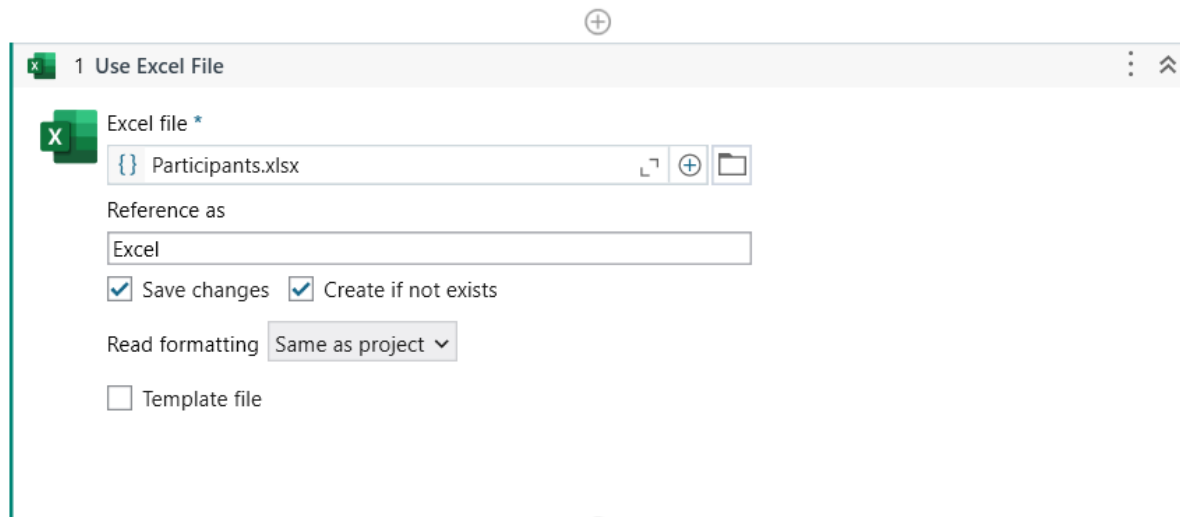 1 Use Excel File
Excel file *
{} Participants.xlsx
Reference as
Excel
Save changes Create if not exists
Read formatting Same as project
Template file